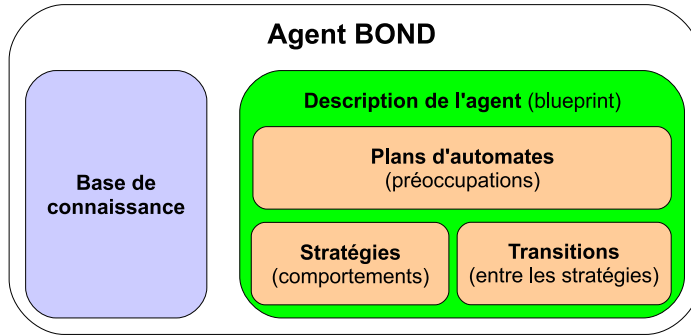 Agent BOND
Base de
connaissance
Description de l'agent (blueprint)
Plans d'automates
(préoccupations)
Stratégies
(comportements)
Transitions
(entre les stratégies)